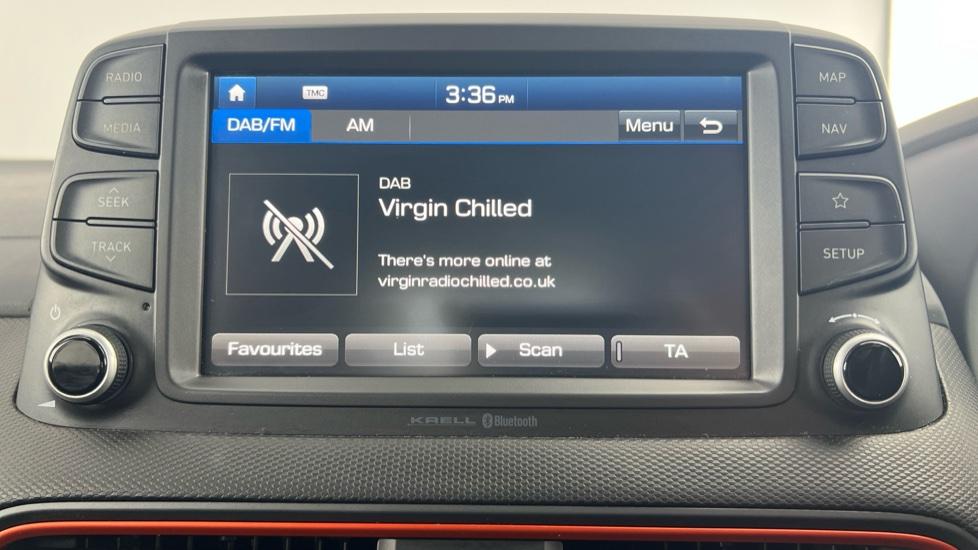 RADIO
MEDIA
SEEK
TRACK
TMC
3:36 PM
DAB/FM AM Menu
DAB
Virgin Chilled
There's more online at
virginradiochilled.co.uk
Favourites List Scan TA
MAP
NAV
SETUP
KRELL Bluetooth